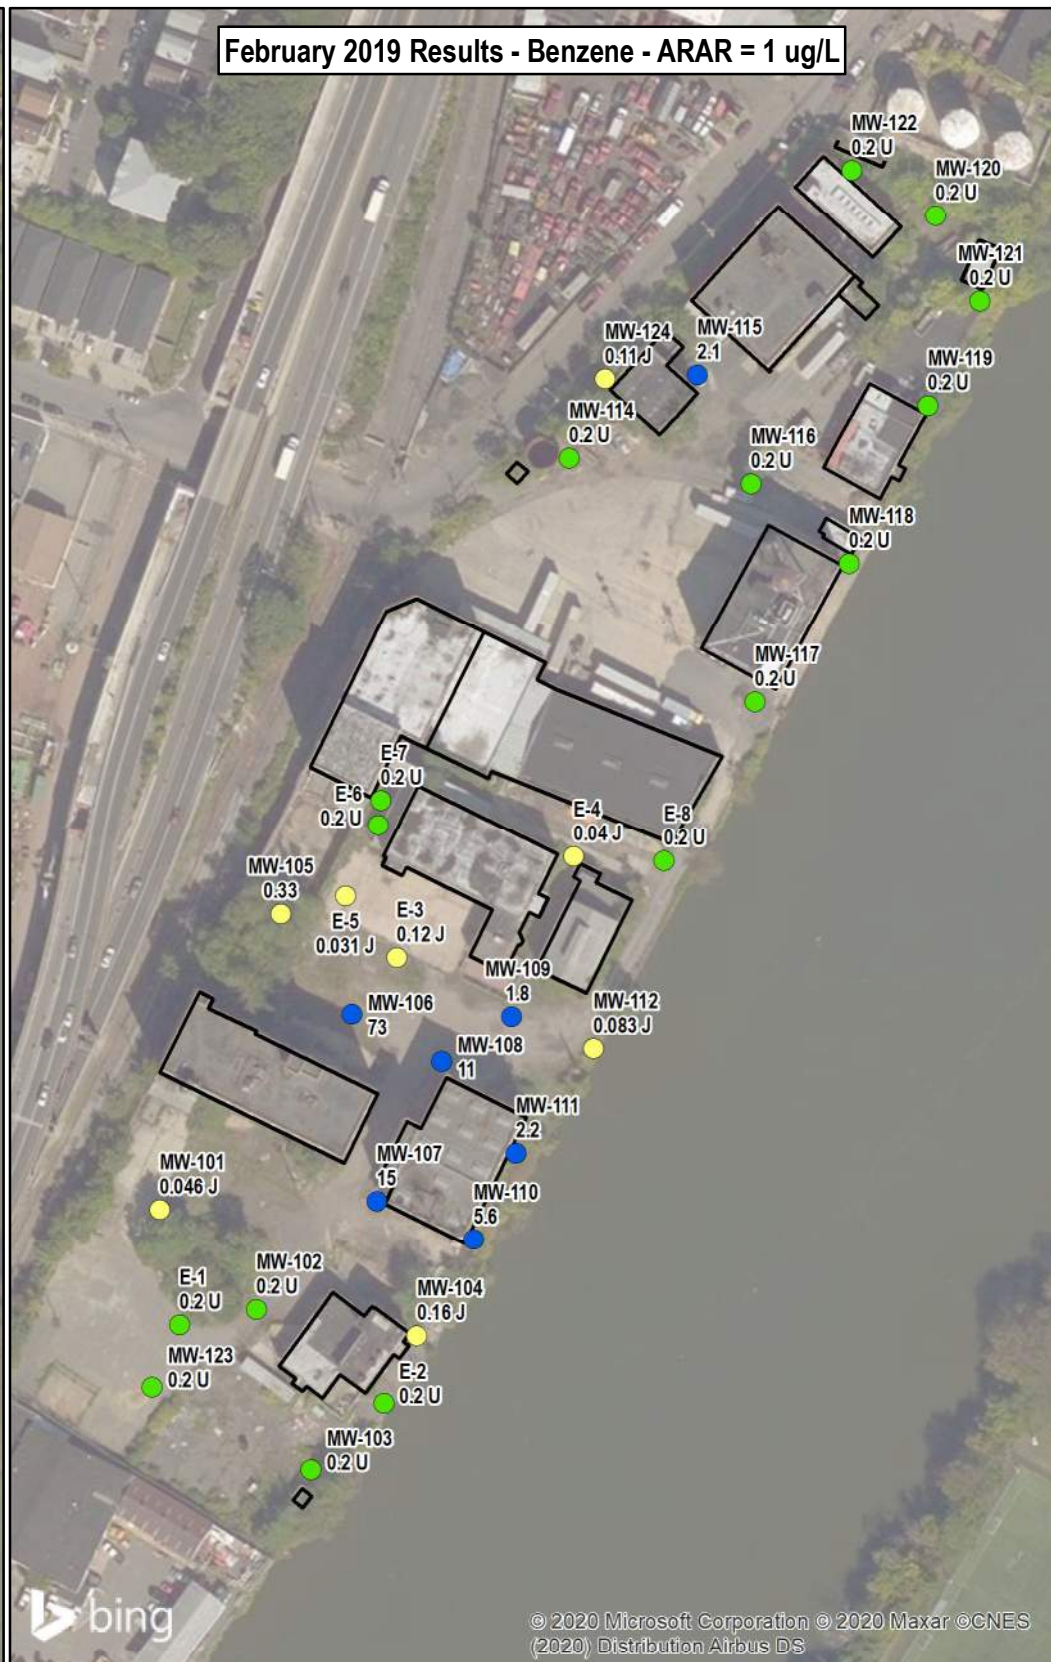 February 2019 Results - Benzene - ARAR = 1 ug/L
MW-122
0.2 U
MW-120
0.2 U
MW-121
0.2 U
MW-124
0.11 J
MW-115
2.1
MW-119
0.2 U
MW-114
0.2 U
MW-116
0.2 U
MW-118
0.2 U
MW-117
0.2 U
E-7
0.2 U
E-6
0.2 U
E-4
0.04 J
E-8
0.2 U
MW-105
0.33
E-5
0.031 J
E-3
0.12 J
MW-109
1.8
MW-106
73
MW-112
0.083 J
MW-108
11
MW-111
2.2
MW-107
15
MW-101
0.046 J
MW-110
5.6
MW-102
0.2 U
E-1
0.2 U
MW-104
0.16 J
MW-123
0.2 U
E-2
0.2 U
MW-103
0.2 U
bing
© 2020 Microsoft Corporation © 2020 Maxar ©CNES
(2020) Distribution Airbus DS